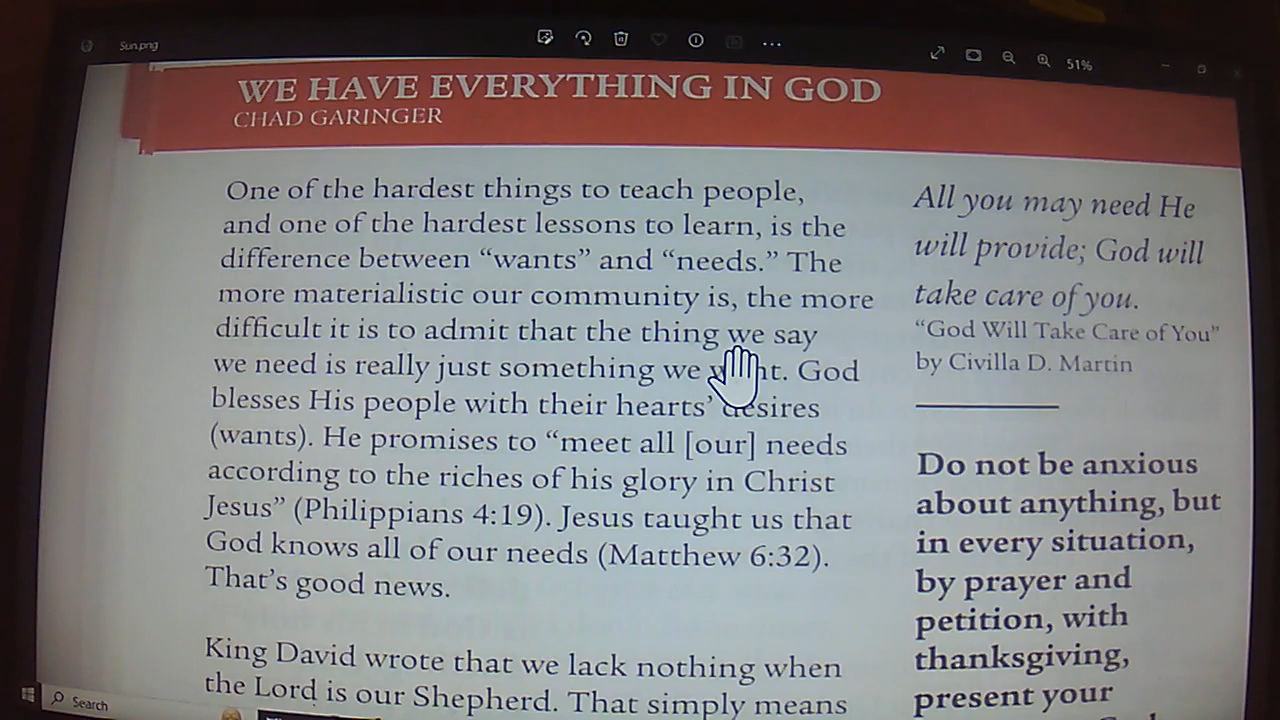 Sun.png
51%
WE HAVE EVERYTHING IN GOD
CHAD GARINGER
One of the hardest things to teach people,
and one of the hardest lessons to learn, is the
difference between “wants” and “needs.” The
more materialistic our community is, the more
difficult it is to admit that the thing we say
we need is really just something we want. God
blesses His people with their hearts’ desires
(wants). He promises to “meet all [our] needs
according to the riches of his glory in Christ
Jesus” (Philippians 4:19). Jesus taught us that
God knows all of our needs (Matthew 6:32).
That’s good news.
King David wrote that we lack nothing when
the Lord is our Shepherd. That simply means
All you may need He
will provide; God will
take care of you.
“God Will Take Care of You”
by Civilla D. Martin
Do not be anxious
about anything, but
in every situation,
by prayer and
petition, with
thanksgiving,
present your
Search